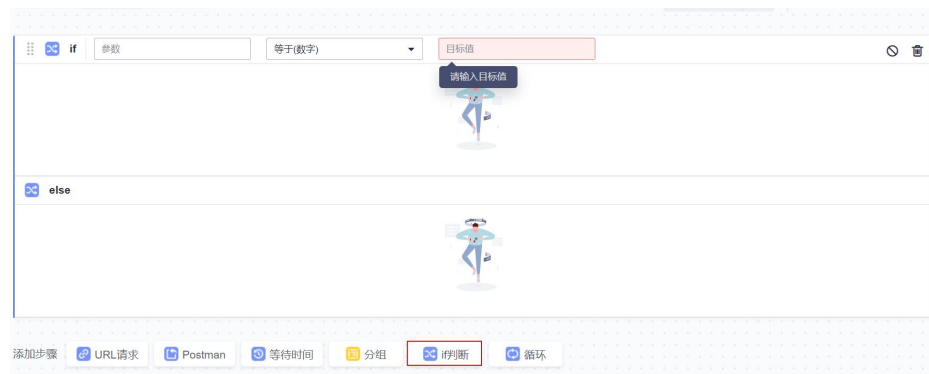 if 参数 等于(数字) 目标值
请输入目标值
else
添加步骤 URL请求 Postman 等待时间 分组 if判断 循环